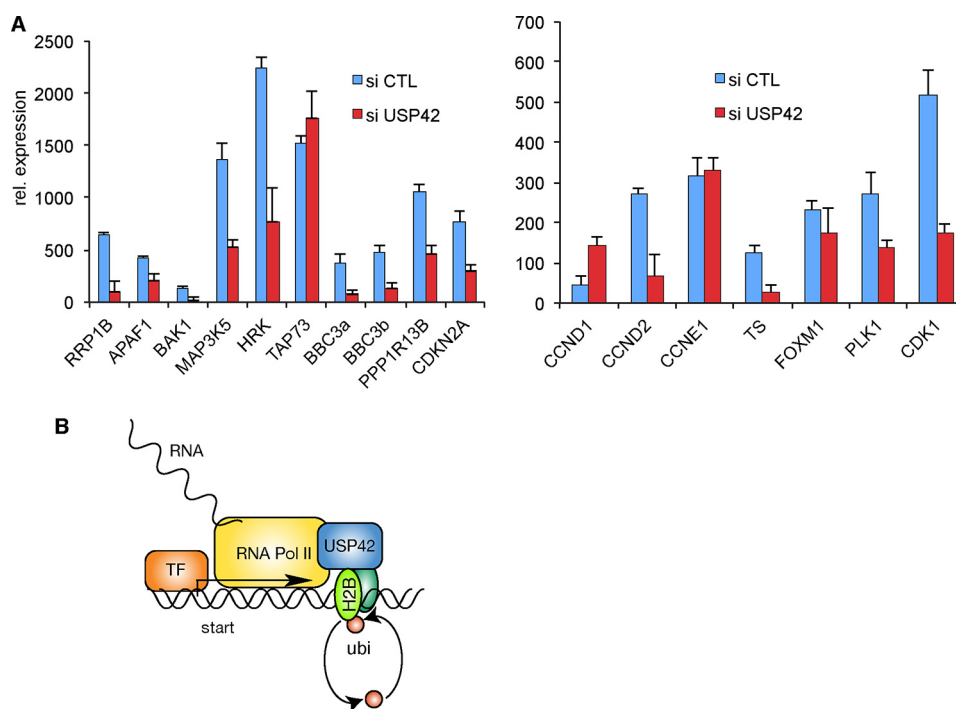 A
rel. expression
2500
2000
1500
1000
500
0
si CTL
si USP42
RRP1B
APAF1
BAK1
MAP3K5
HRK
TAP73
BBC3a
BBC3b
PPP1R13B
CDKN2A
700
600
500
400
300
200
100
0
si CTL
si USP42
CCND1
CCND2
CCNE1
TS
FOXM1
PLK1
CDK1
B
RNA
TF
RNA Pol II
USP42
H2B
start
ubi